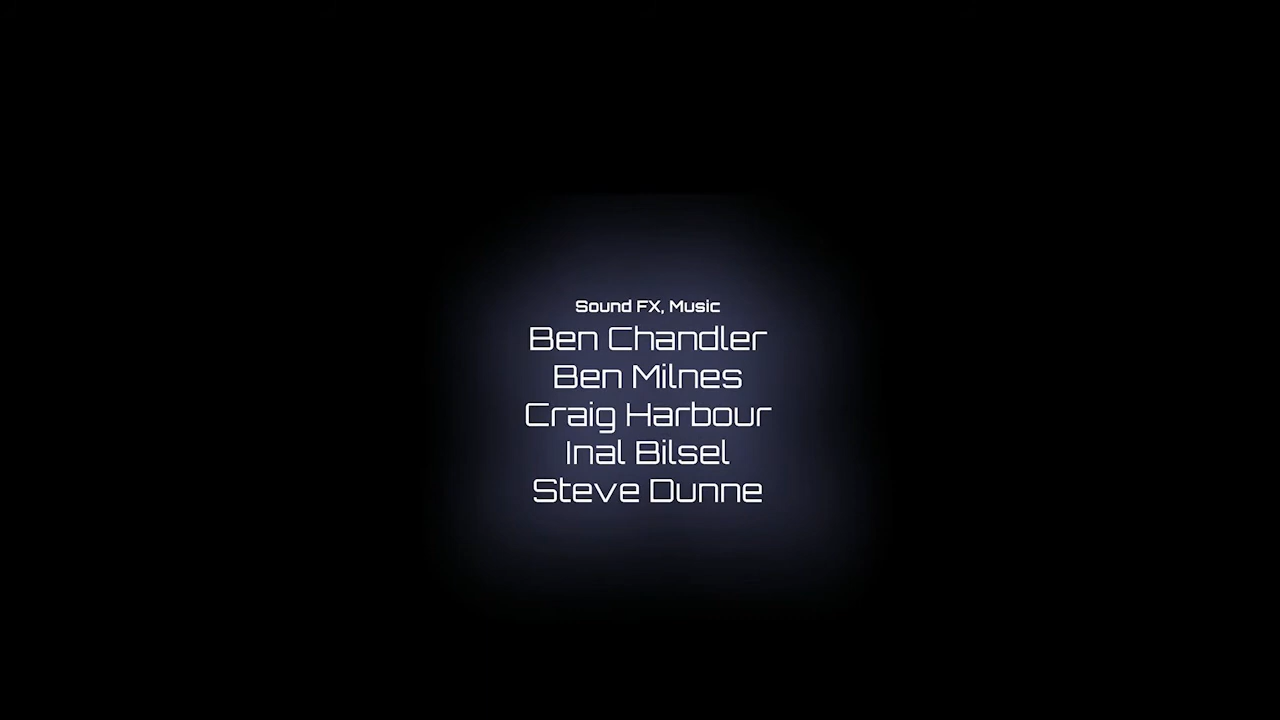 Sound FX, Music
Ben Chandler
Ben Milnes
Craig Harbour
Inal Bilsel
Steve Dunne